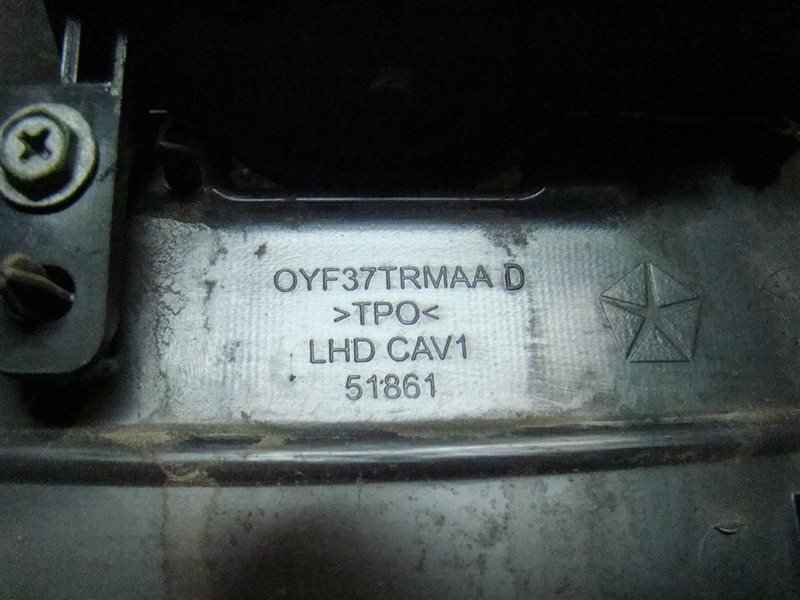 OYF37TRMAA D
>TPO<
LHD CAV1
51861